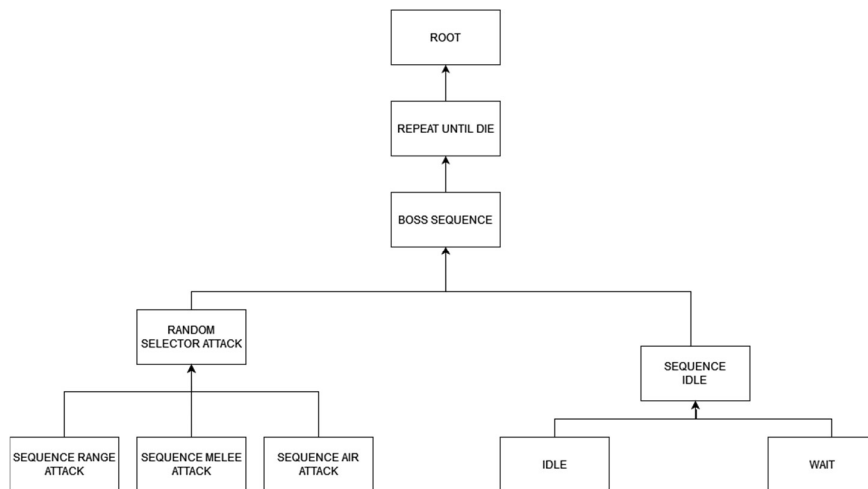 ROOT
REPEAT UNTIL DIE
BOSS SEQUENCE
RANDOM
SELECTOR ATTACK
SEQUENCE
IDLE
SEQUENCE RANGE
ATTACK
SEQUENCE MELEE
ATTACK
SEQUENCE AIR
ATTACK
IDLE
WAIT